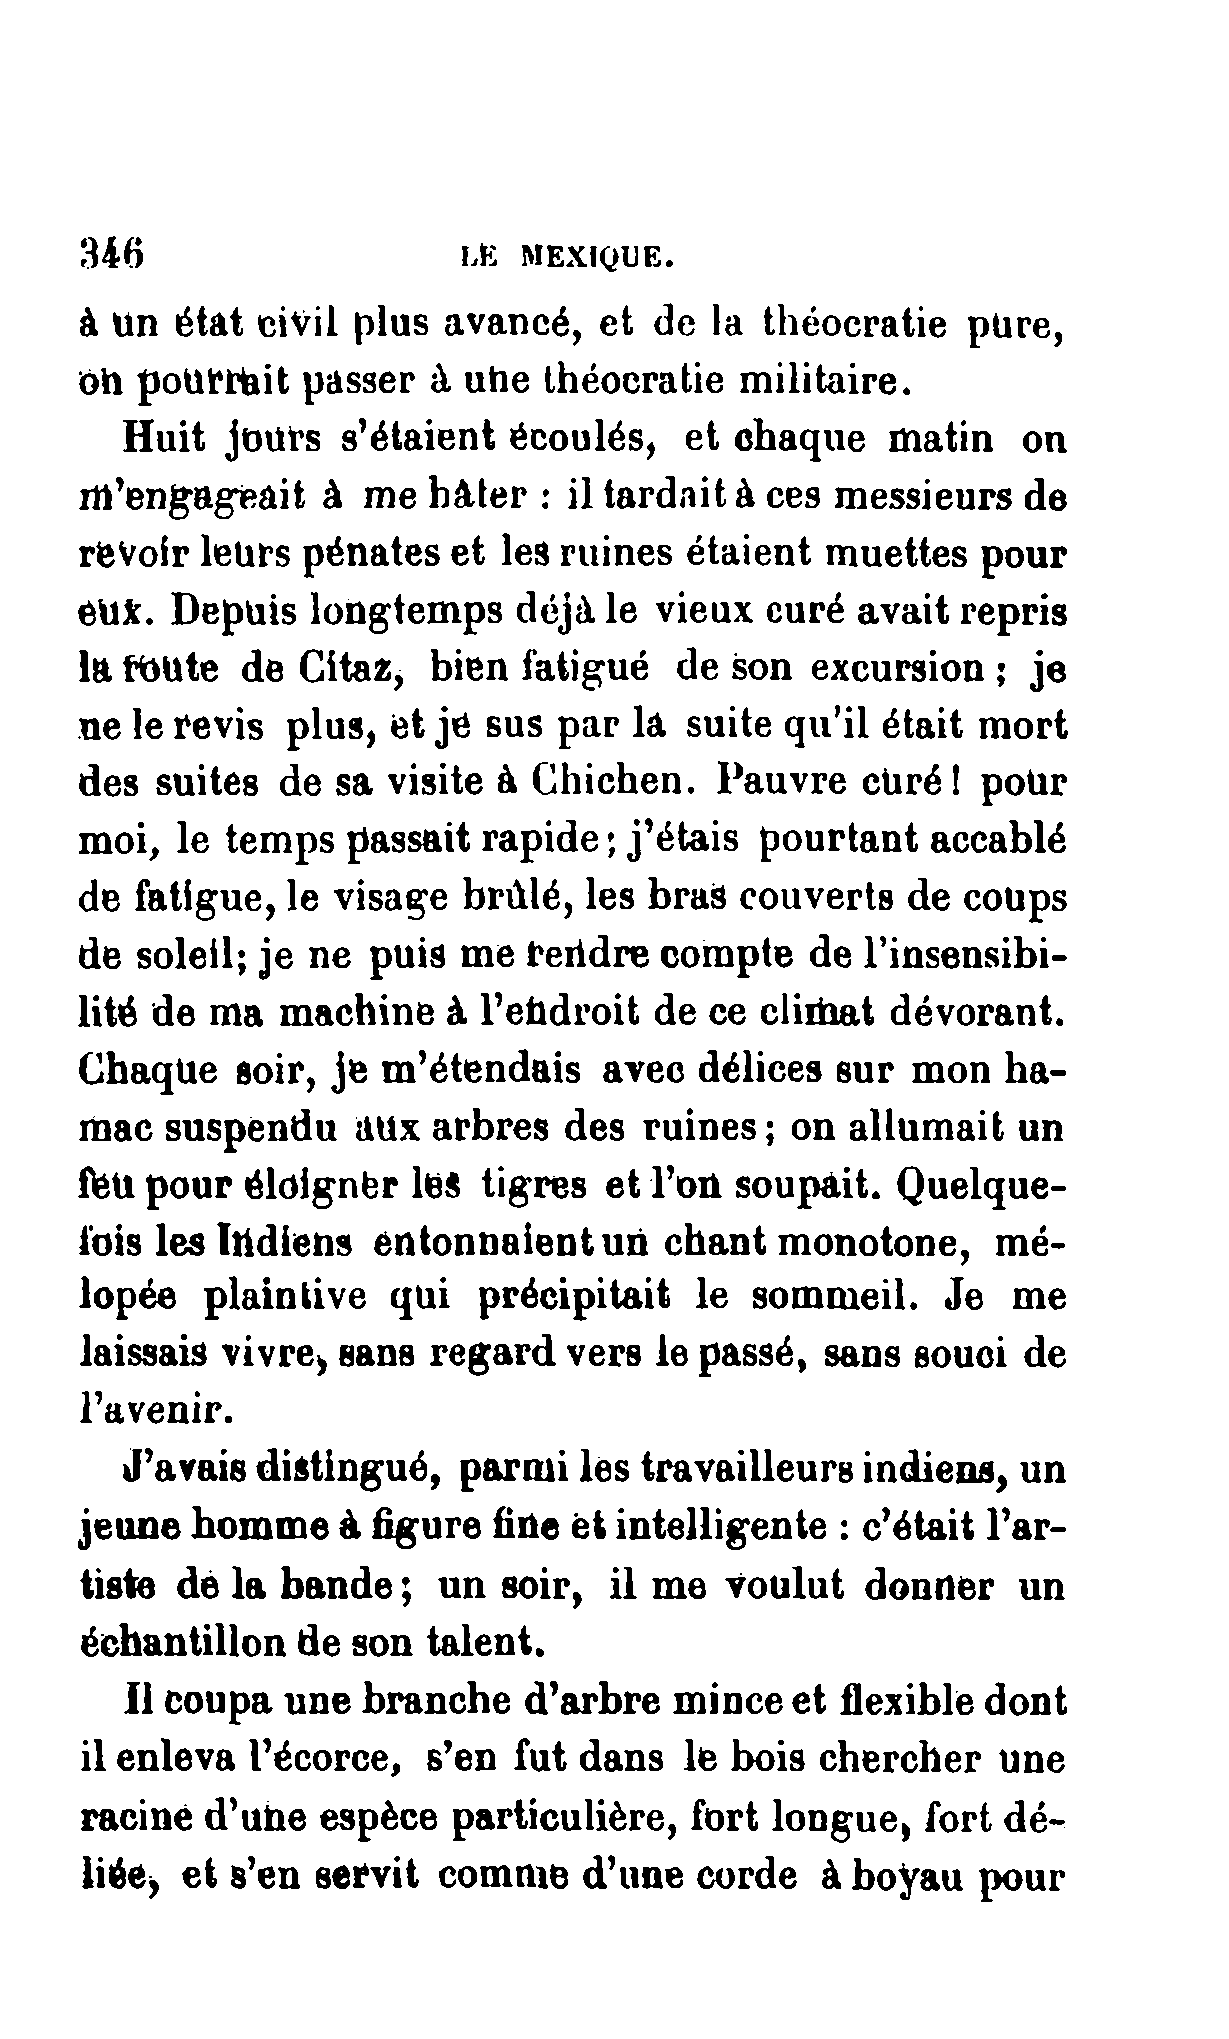 346 LE MEXIQUE.
à un état civil plus avancé, et de la théocratie pure,
on pourrait passer à une théocratie militaire.
Huit jours s'étaient écoulés, et chaque matin on
m'engageait à me hâter : il tardait à ces messieurs de
revoir leurs pénates et les ruines étaient muettes pour
eux. Depuis longtemps déjà le vieux curé avait repris
la route de Citaz, bien fatigué de son excursion ; je
ne le revis plus, et je sus par la suite qu'il était mort
des suites de sa visite à Chichen. Pauvre curé ! pour
moi, le temps passait rapide ; j'étais pourtant accablé
de fatigue, le visage brûlé, les bras couverts de coups
de soleil; je ne puis me rendre compte de l'insensibi-
lité de ma machine à l'endroit de ce climat dévorant.
Chaque soir, je m'étendais avec délices sur mon ha-
mac suspendu aux arbres des ruines ; on allumait un
feu pour éloigner les tigres et l'on soupait. Quelque-
fois les Indiens entonnaient un chant monotone, mé-
lopée plaintive qui précipitait le sommeil. Je me
laissais vivre, sans regard vers le passé, sans souci de
l'avenir.
J'avais distingué, parmi les travailleurs indiens, un
jeune homme à figure fine et intelligente : c'était l'ar-
tiste de la bande ; un soir, il me voulut donner un
échantillon de son talent.
Il coupa une branche d'arbre mince et flexible dont
il enleva l'écorce, s'en fut dans le bois chercher une
racine d'une espèce particulière, fort longue, fort dé-
liée, et s'en servit comme d'une corde à boyau pour